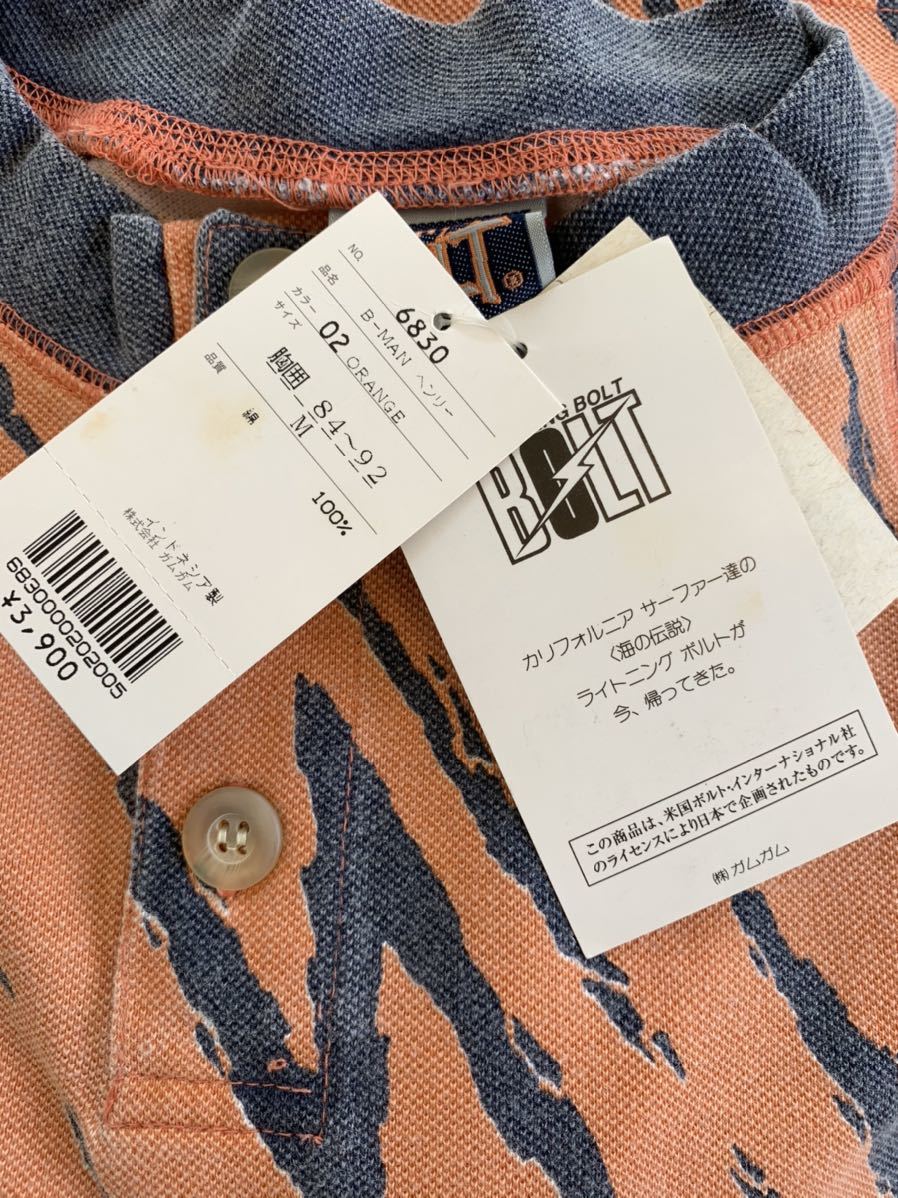 NO. 6830
品名 B-MAN ヘンリー
カラー 02 ORANGE
サイズ 胸囲 84〜92
M
品質 綿 100%
インドネシア製
株式会社 ガムガム
6830000202005
¥3,900
NG BOLT
BOLT
カリフォルニア サーファー達の
〈海の伝説〉
ライトニング ボルトが
今、帰ってきた。
この商品は、米国ボルト・インターナショナル社
のライセンスにより日本で企画されたものです。
㈱ ガムガム